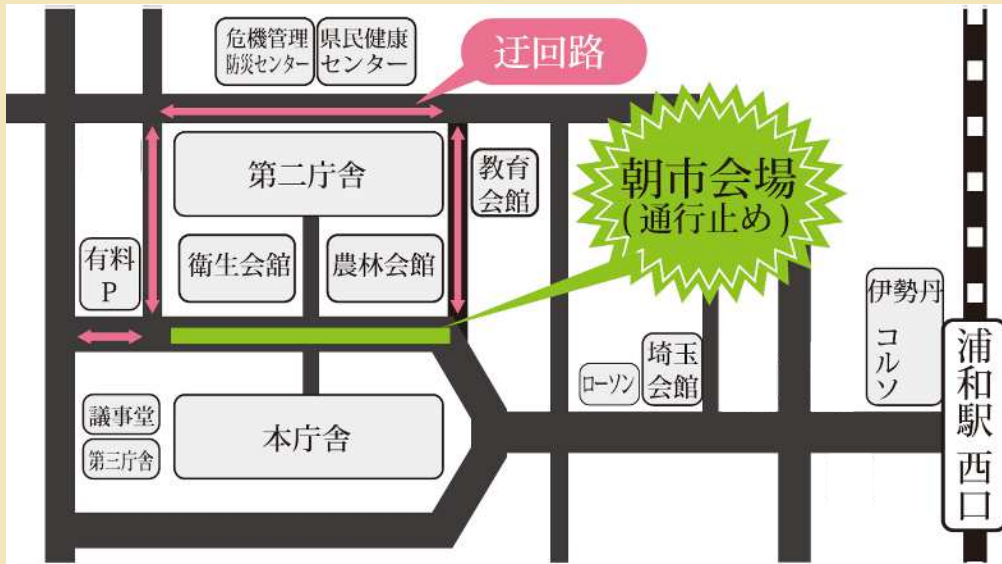 危機管理
防災センター
県民健康
センター
迂回路
第二庁舎
教育
会館
朝市会場
(通行止め)
有料
P
衛生会舘
農林会館
伊勢丹
コルソ
浦和駅 西口
ローソン
埼玉
会館
議事堂
第三庁舎
本庁舎